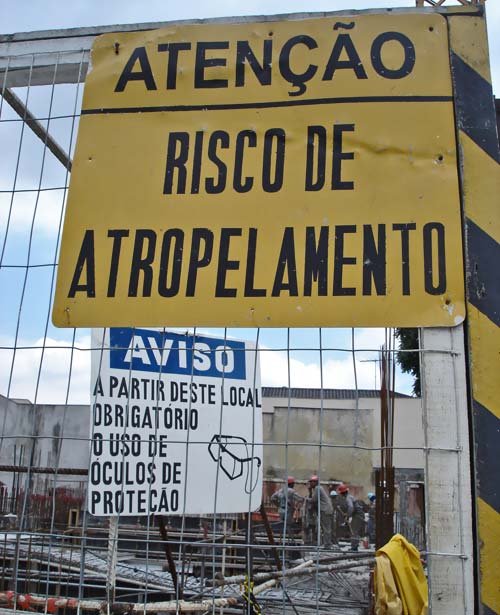 ATENÇÃO
RISCO DE
ATROPELAMENTO
AVISO
A PARTIR DESTE LOCAL
OBRIGATÓRIO
O USO DE
ÓCULOS DE
PROTEÇÃO